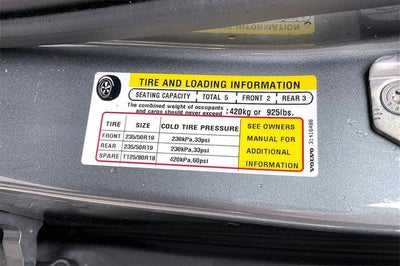 TIRE AND LOADING INFORMATION
SEATING CAPACITY TOTAL 5 FRONT 2 REAR 3
The combined weight of occupants and cargo should never exceed :420kg or 925lbs.
TIRE SIZE COLD TIRE PRESSURE
FRONT 235/50R19 230kPa,33psi
REAR 235/50R19 230kPa,33psi
SPARE T125/80R18 420kPa,60psi
SEE OWNERS
MANUAL FOR
ADDITIONAL
INFORMATION
VOLVO 31416400